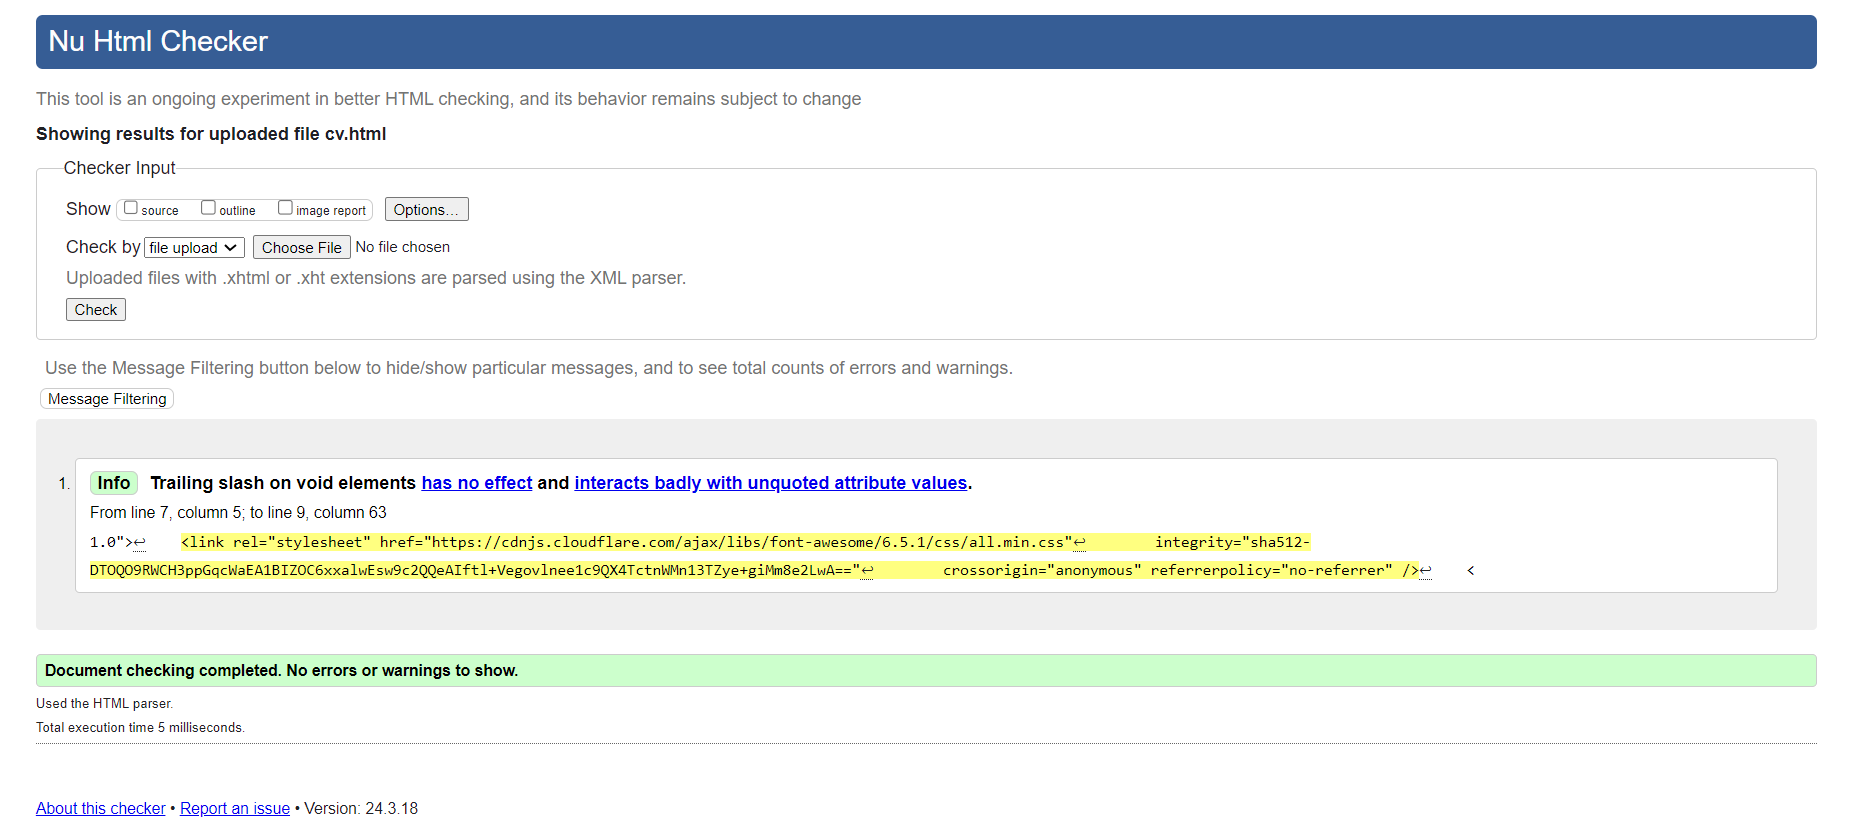 Nu Html Checker
This tool is an ongoing experiment in better HTML checking, and its behavior remains subject to change
Showing results for uploaded file cv.html
Checker Input
Show source outline image report Options...
Check by file upload Choose File No file chosen
Uploaded files with .xhtml or .xht extensions are parsed using the XML parser.
Check
Use the Message Filtering button below to hide/show particular messages, and to see total counts of errors and warnings.
Message Filtering
1. Info Trailing slash on void elements has no effect and interacts badly with unquoted attribute values.
From line 7, column 5; to line 9, column 63
1.0">↩ <link rel="stylesheet" href="https://cdnjs.cloudflare.com/ajax/libs/font-awesome/6.5.1/css/all.min.css"↩ integrity="sha512-
DTOQO9RWCH3ppGqcWaEA1BIZOC6xxalwEsw9c2QQeAIftl+Vegovlnee1c9QX4TctnWMn13TZye+giMm8e2LwA=="↩ crossorigin="anonymous" referrerpolicy="no-referrer" />↩ <
Document checking completed. No errors or warnings to show.
Used the HTML parser.
Total execution time 5 milliseconds.
About this checker • Report an issue • Version: 24.3.18